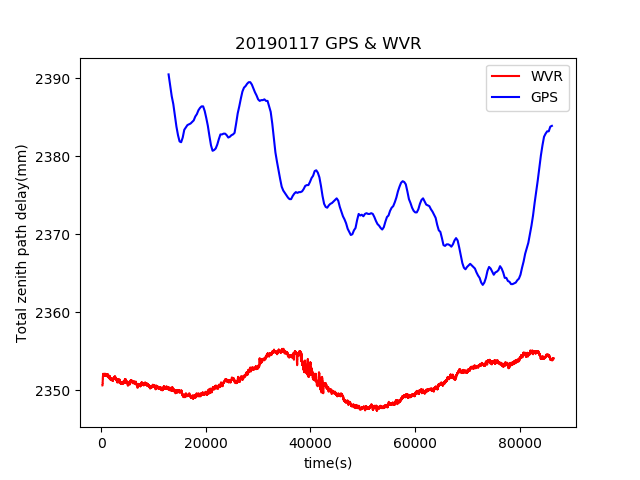 20190117 GPS & WVR
WVR
GPS
Total zenith path delay(mm)
2390
2380
2370
2360
2350
0 20000 40000 60000 80000
time(s)